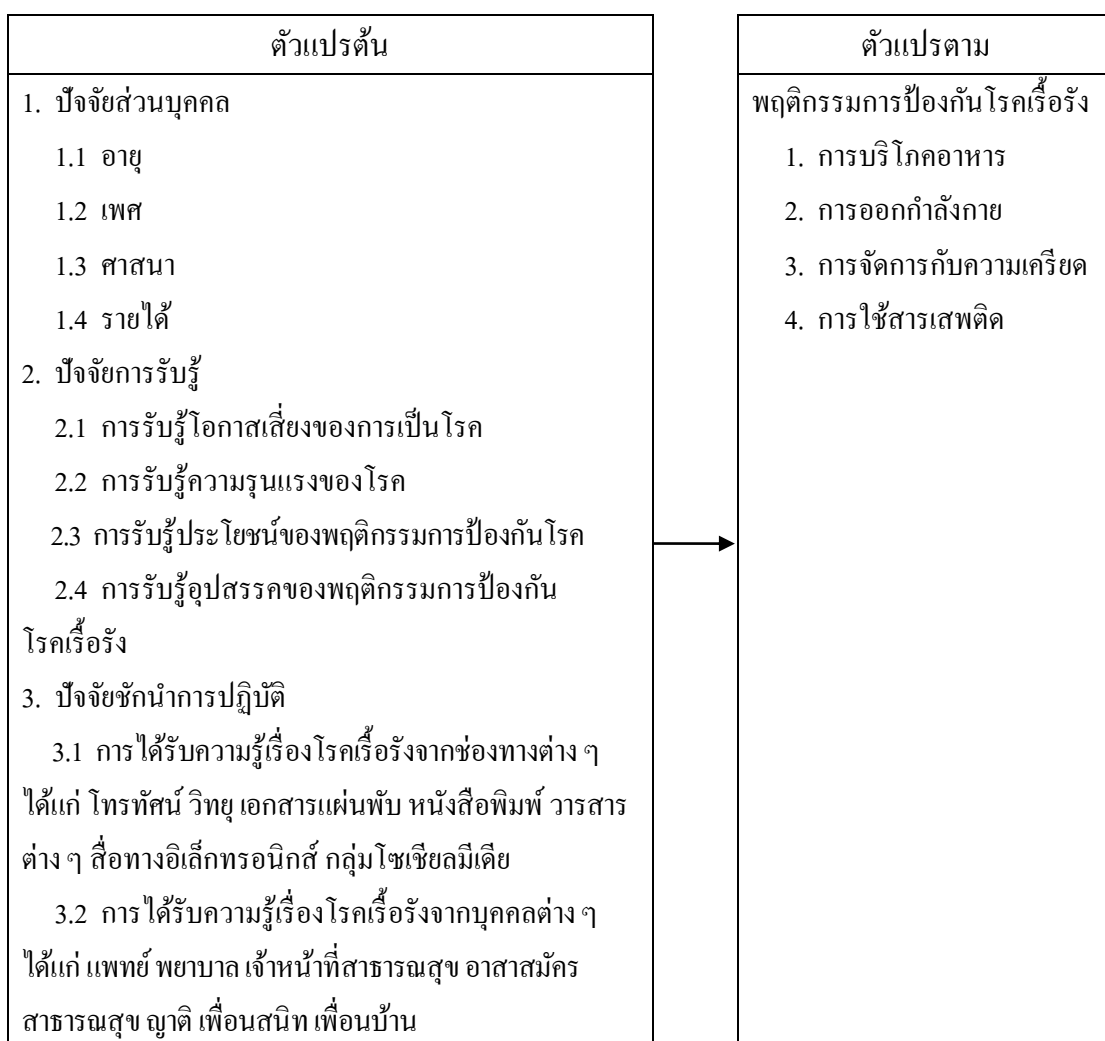 ตัวแปรต้น
1. ปัจจัยส่วนบุคคล
1.1 อายุ
1.2 เพศ
1.3 ศาสนา
1.4 รายได้
2. ปัจจัยการรับรู้
2.1 การรับรู้โอกาสเสี่ยงของการเป็นโรค
2.2 การรับรู้ความรุนแรงของโรค
2.3 การรับรู้ประโยชน์ของพฤติกรรมการป้องกันโรค
2.4 การรับรู้อุปสรรคของพฤติกรรมการป้องกัน
โรคเรื้อรัง
3. ปัจจัยชักนำการปฏิบัติ
3.1 การได้รับความรู้เรื่องโรคเรื้อรังจากช่องทางต่าง ๆ
ได้แก่ โทรทัศน์ วิทยุ เอกสารแผ่นพับ หนังสือพิมพ์ วารสาร
ต่าง ๆ สื่อทางอิเล็กทรอนิกส์ กลุ่มโซเชียลมีเดีย
3.2 การได้รับความรู้เรื่องโรคเรื้อรังจากบุคคลต่าง ๆ
ได้แก่ แพทย์ พยาบาล เจ้าหน้าที่สาธารณสุข อาสาสมัคร
สาธารณสุข ญาติ เพื่อนสนิท เพื่อนบ้าน
ตัวแปรตาม
พฤติกรรมการป้องกันโรคเรื้อรัง
1. การบริโภคอาหาร
2. การออกกำลังกาย
3. การจัดการกับความเครียด
4. การใช้สารเสพติด